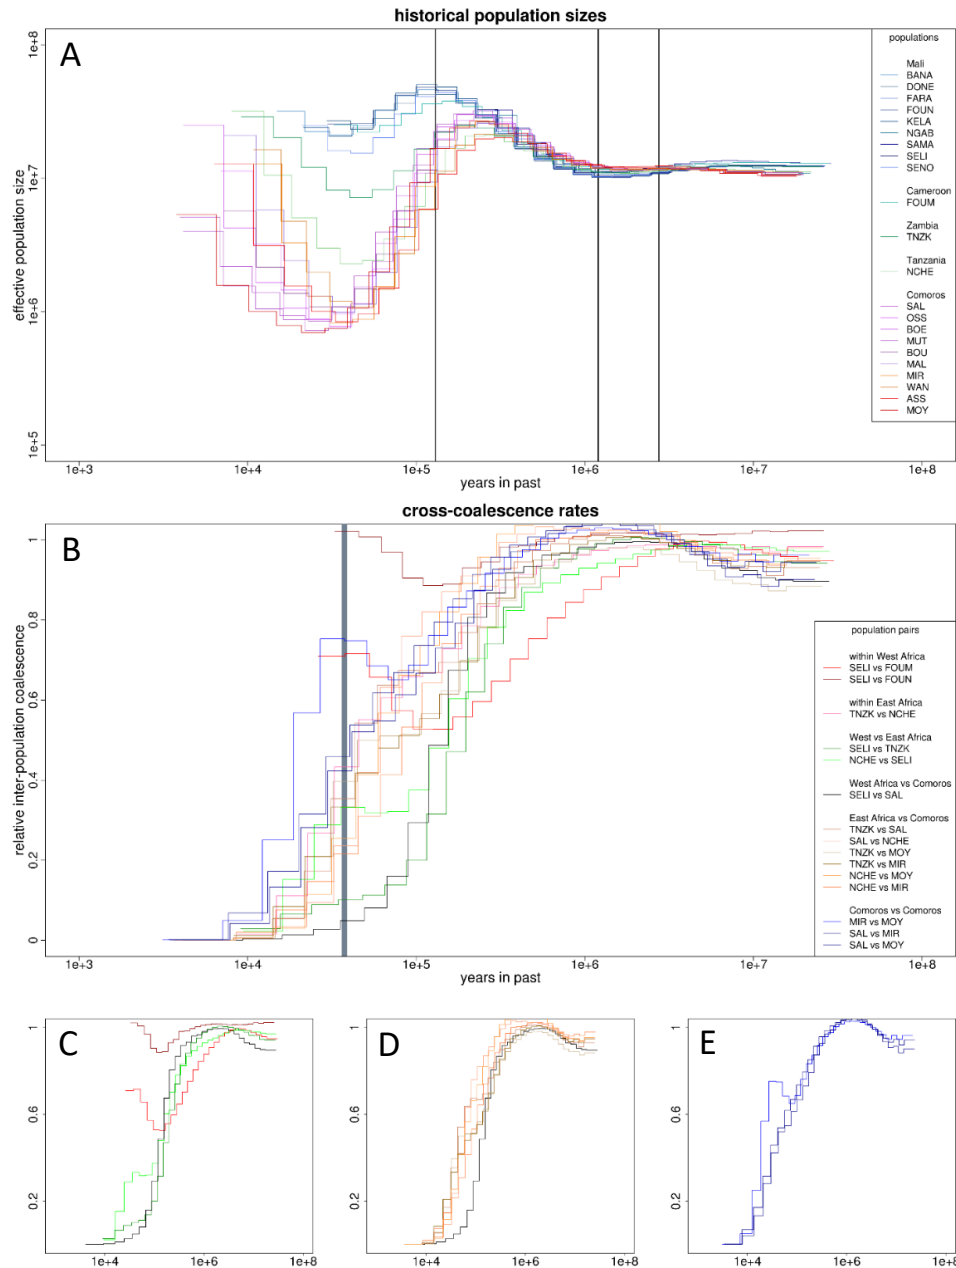 historical population sizes
A
effective population size
1e+8
1e+7
1e+6
1e+5
1e+3
1e+4
1e+5
1e+6
1e+7
1e+8
years in past
populations
Mali
BANA
DONE
FARA
FOUN
KELA
NGAB
SAMA
SELI
SENO
Cameroon
FOUM
Zambia
TNZK
Tanzania
NCHE
Comoros
SAL
OSS
BOE
MUT
BOU
MAL
MIR
WAN
ASS
MOY
cross-coalescence rates
B
relative inter-population coalescence
1
0.8
0.6
0.4
0.2
0
1e+3
1e+4
1e+5
1e+6
1e+7
1e+8
years in past
population pairs
within West Africa
SELI vs FOUM
SELI vs FOUN
within East Africa
TNZK vs NCHE
West vs East Africa
SELI vs TNZK
NCHE vs SELI
West Africa vs Comoros
SELI vs SAL
East Africa vs Comoros
TNZK vs SAL
SAL vs NCHE
TNZK vs MOY
TNZK vs MIR
NCHE vs MOY
NCHE vs MIR
Comoros vs Comoros
MIR vs MOY
SAL vs MIR
SAL vs MOY
C
1
0.6
0.2
1e+4
1e+6
1e+8
D
1
0.6
0.2
1e+4
1e+6
1e+8
E
1
0.6
0.2
1e+4
1e+6
1e+8